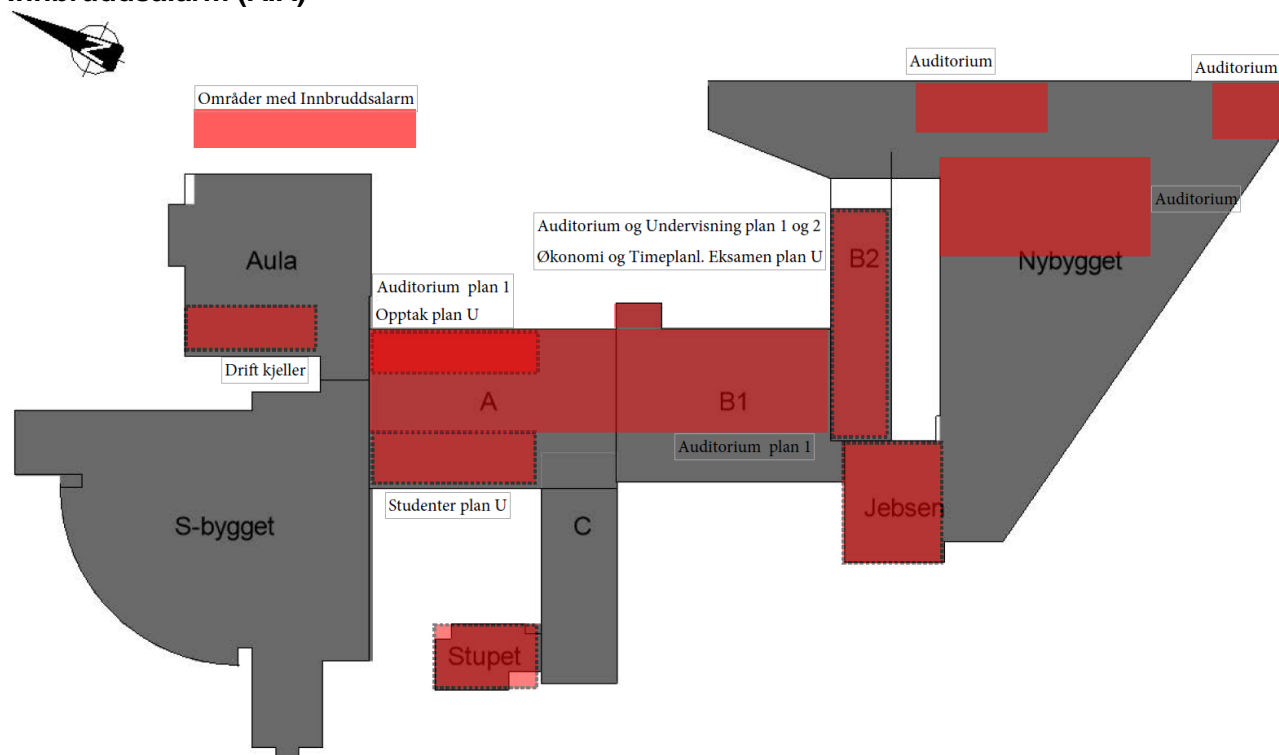 Innbruddsalarm (AIA)
N
Auditorium
Auditorium
Områder med Innbruddsalarm
Auditorium
Auditorium og Undervisning plan 1 og 2
Økonomi og Timeplanl. Eksamen plan U
B2
Nybygget
Aula
Auditorium plan 1
Opptak plan U
Drift kjeller
A
B1
Auditorium plan 1
Studenter plan U
S-bygget
C
Jebsen
Stupet